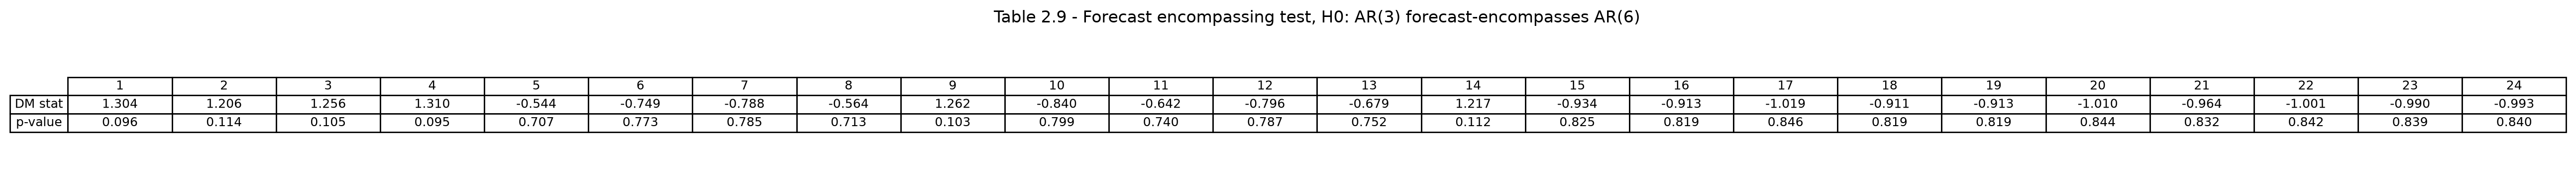 Table 2.9 - Forecast encompassing test, H0: AR(3) forecast-encompasses AR(6)
1 2 3 4 5 6 7 8 9 10 11 12 13 14 15 16 17 18 19 20 21 22 23 24
DM stat 1.304 1.206 1.256 1.310 -0.544 -0.749 -0.788 -0.564 1.262 -0.840 -0.642 -0.796 -0.679 1.217 -0.934 -0.913 -1.019 -0.911 -0.913 -1.010 -0.964 -1.001 -0.990 -0.993
p-value 0.096 0.114 0.105 0.095 0.707 0.773 0.785 0.713 0.103 0.799 0.740 0.787 0.752 0.112 0.825 0.819 0.846 0.819 0.819 0.844 0.832 0.842 0.839 0.840